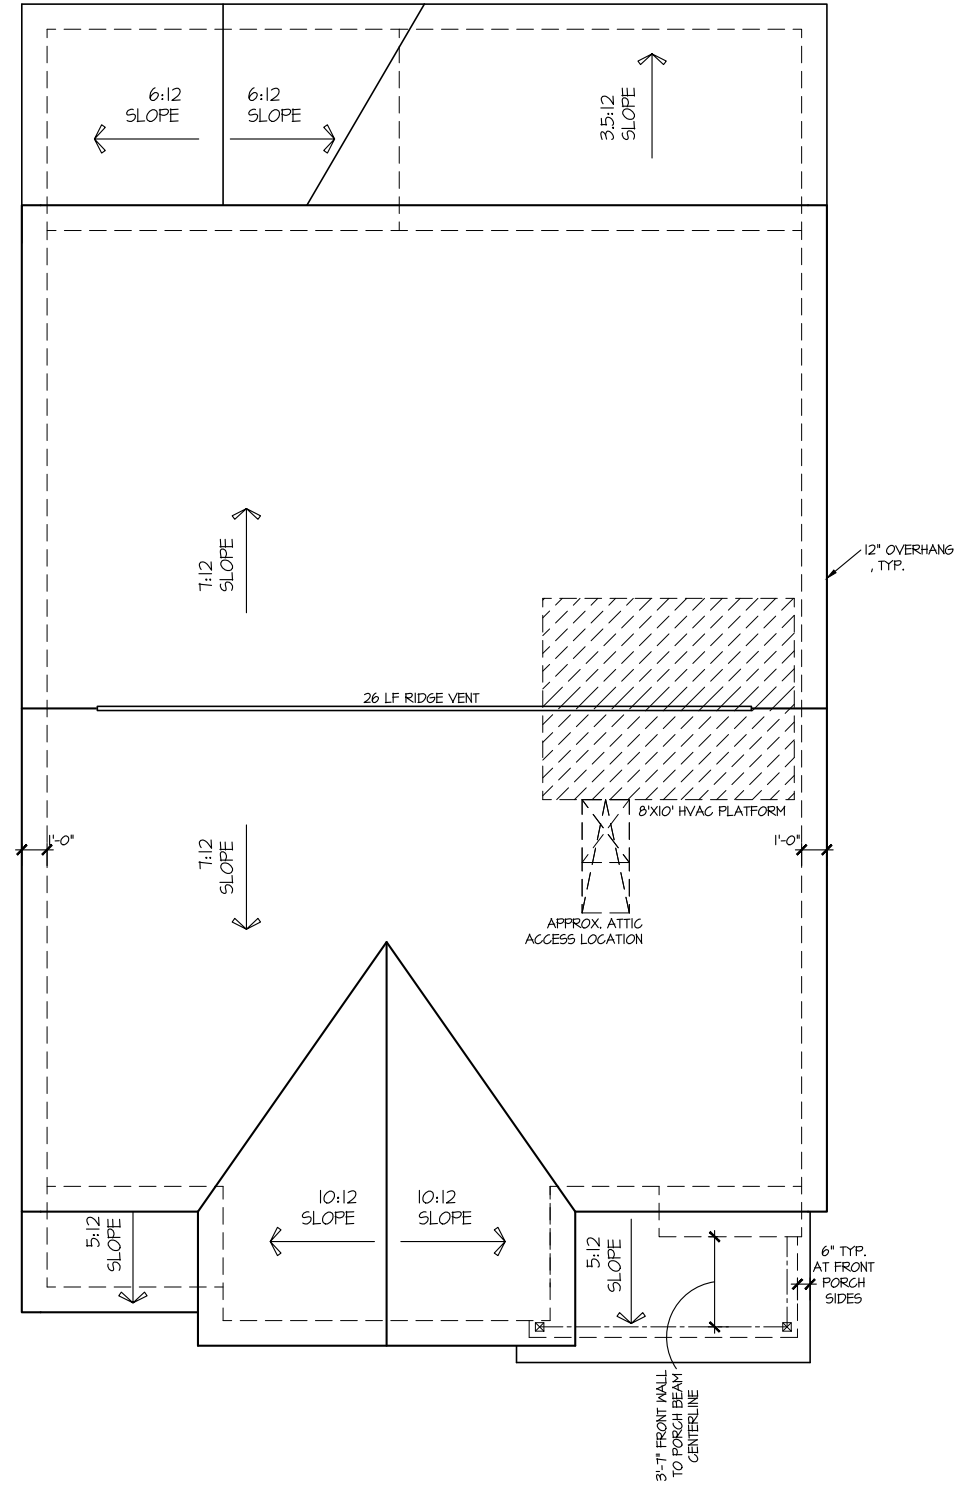 6:12
SLOPE
6:12
SLOPE
3.5:12
SLOPE
7:12
SLOPE
12" OVERHANG
, TYP.
26 LF RIDGE VENT
8'X10' HVAC PLATFORM
1'-0"
1'-0"
7:12
SLOPE
APPROX. ATTIC
ACCESS LOCATION
10:12
SLOPE
10:12
SLOPE
5:12
SLOPE
5:12
SLOPE
6" TYP.
AT FRONT
PORCH
SIDES
3'-7" FRONT WALL
TO PORCH BEAM
CENTERLINE